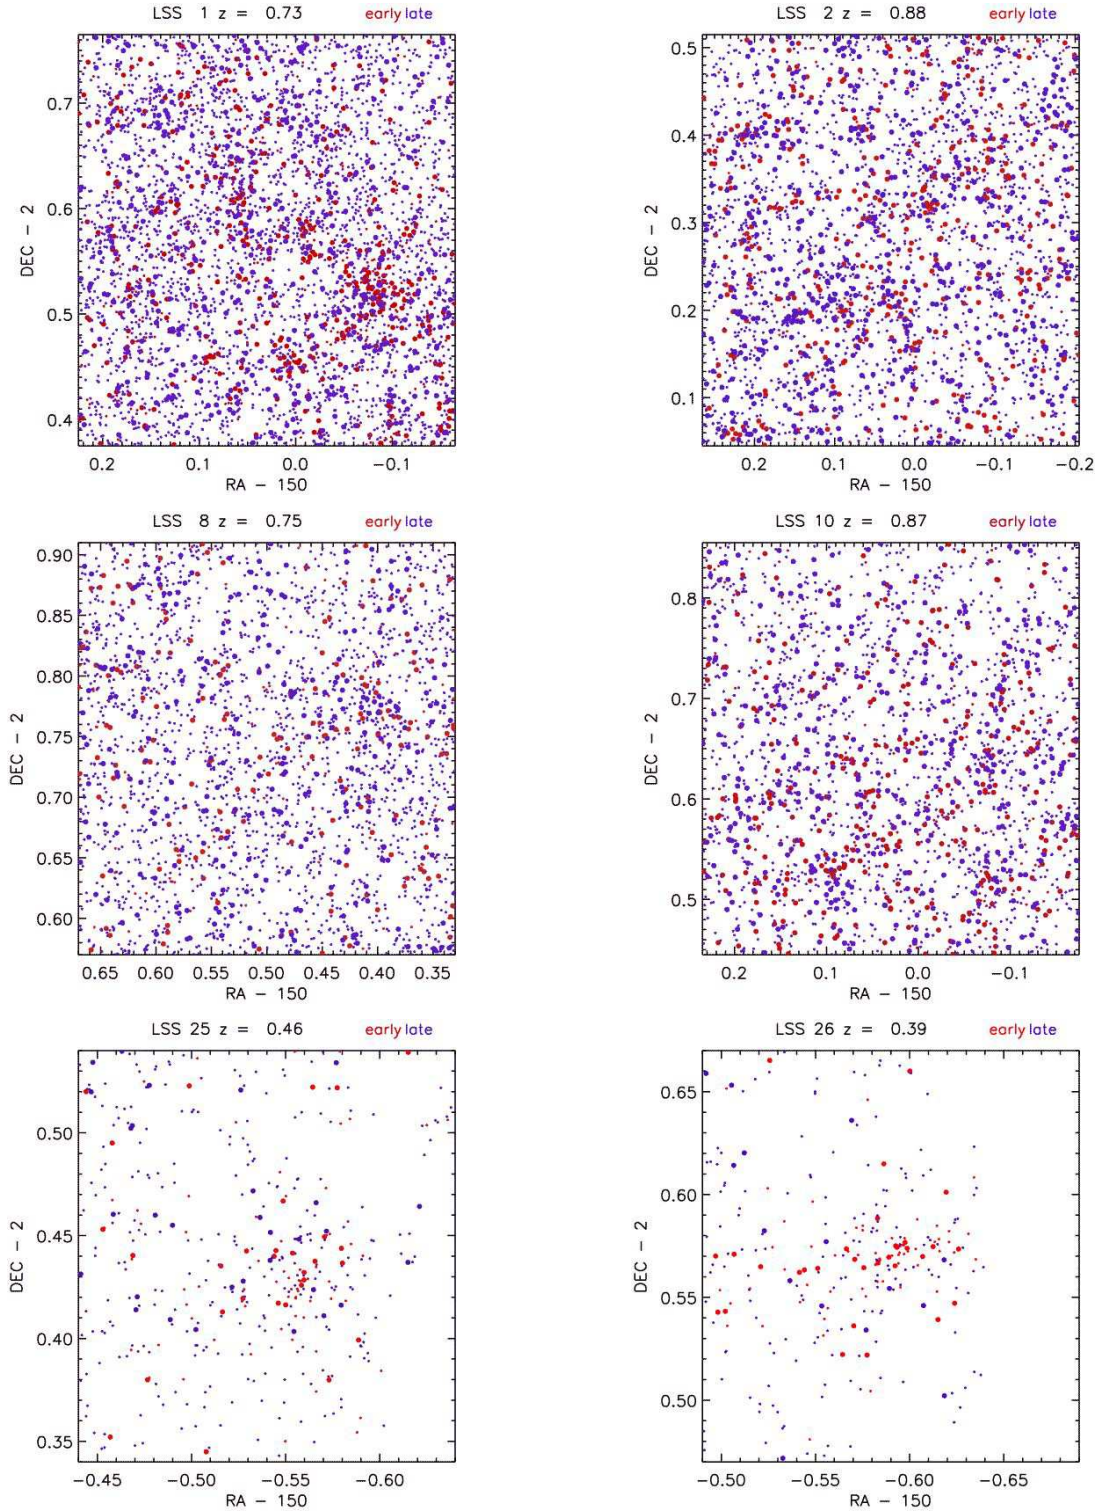 LSS 1 z = 0.73 early late
LSS 2 z = 0.88 early late
0.7
0.6
0.5
0.4
DEC - 2
0.2 0.1 0.0 -0.1
RA - 150
0.5
0.4
0.3
0.2
0.1
DEC - 2
0.2 0.1 0.0 -0.1 -0.2
RA - 150
LSS 8 z = 0.75 early late
LSS 10 z = 0.87 early late
0.90
0.85
0.80
0.75
0.70
0.65
0.60
DEC - 2
0.65 0.60 0.55 0.50 0.45 0.40 0.35
RA - 150
0.8
0.7
0.6
0.5
DEC - 2
0.2 0.1 0.0 -0.1
RA - 150
LSS 25 z = 0.46 early late
LSS 26 z = 0.39 early late
0.50
0.45
0.40
0.35
DEC - 2
-0.45 -0.50 -0.55 -0.60
RA - 150
0.65
0.60
0.55
0.50
DEC - 2
-0.50 -0.55 -0.60 -0.65
RA - 150